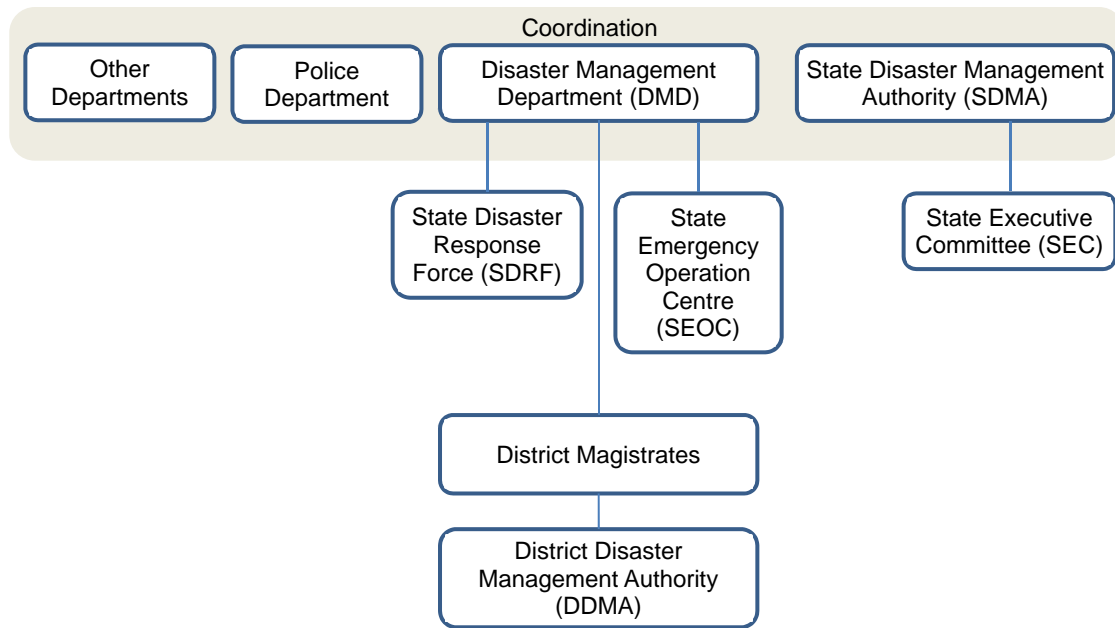 Coordination
Other
Departments
Police
Department
Disaster Management
Department (DMD)
State Disaster Management
Authority (SDMA)
State Disaster
Response
Force (SDRF)
State
Emergency
Operation
Centre
(SEOC)
State Executive
Committee (SEC)
District Magistrates
District Disaster
Management Authority
(DDMA)